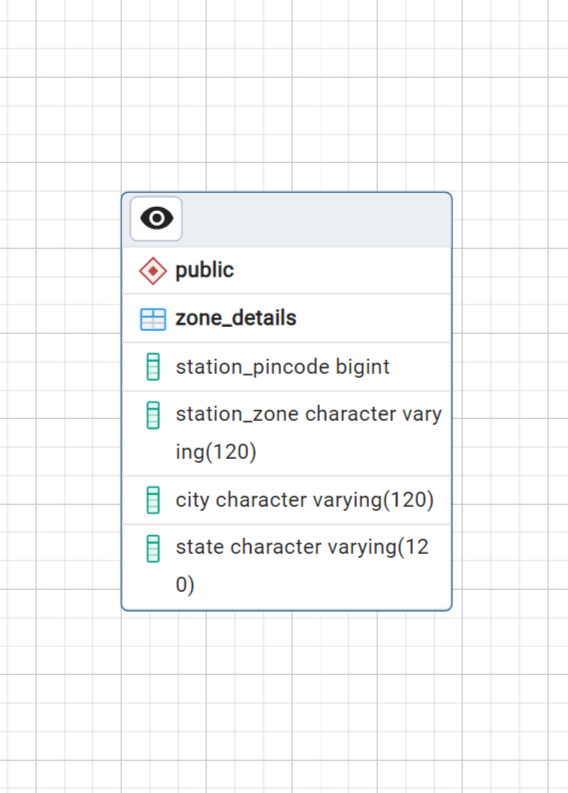 public
zone_details
station_pincode bigint
station_zone character vary
ing(120)
city character varying(120)
state character varying(12
0)